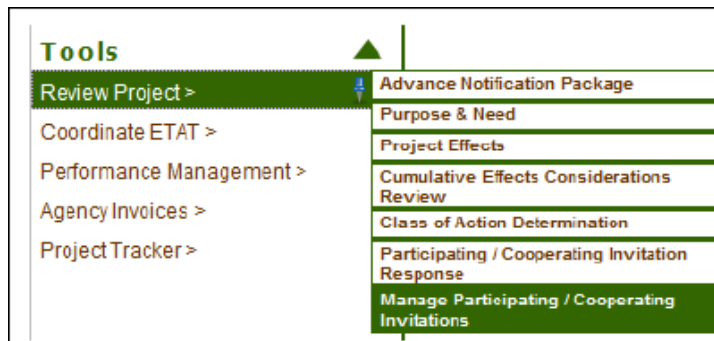 Tools
Review Project >
Coordinate ETAT >
Performance Management >
Agency Invoices >
Project Tracker >
Advance Notification Package
Purpose & Need
Project Effects
Cumulative Effects Considerations
Review
Class of Action Determination
Participating / Cooperating Invitation
Response
Manage Participating / Cooperating
Invitations